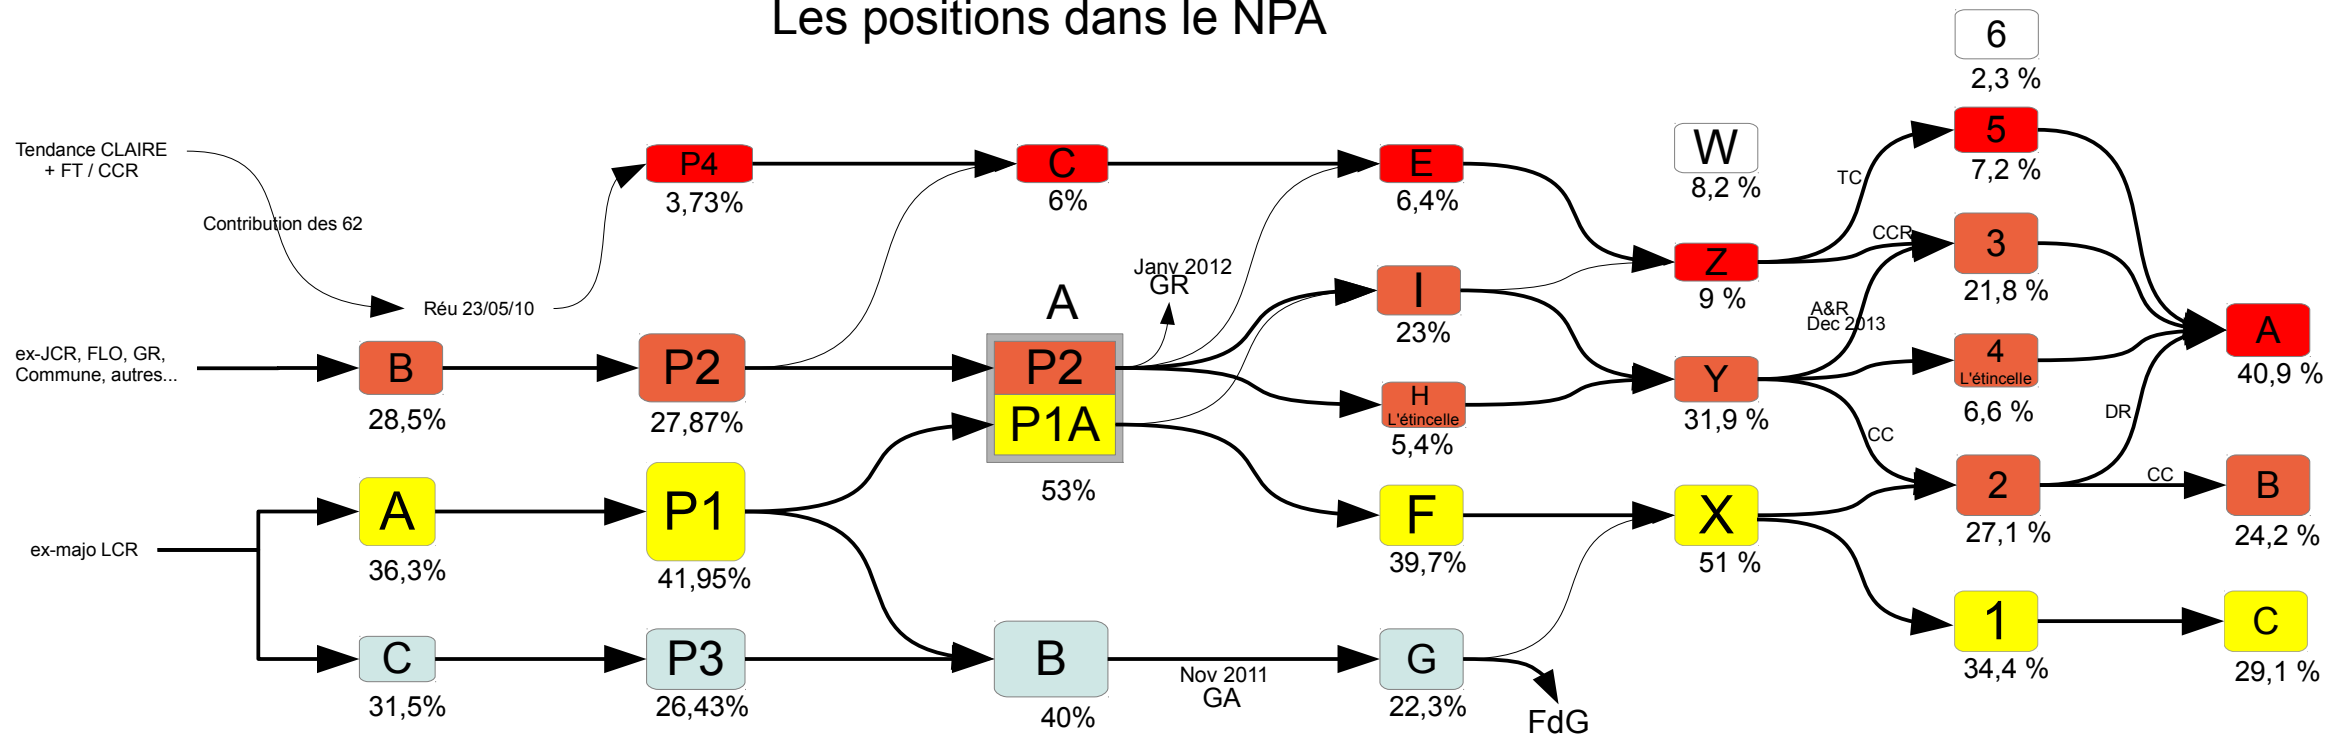 Les positions dans le NPA
Tendance CLAIRE
+ FT / CCR
Contribution des 62
Réu 23/05/10
ex-JCR, FLO, GR,
Commune, autres...
ex-majo LCR
B
28,5%
A
36,3%
C
31,5%
P4
3,73%
P2
27,87%
P1
41,95%
P3
26,43%
C
6%
A
P2
P1A
53%
B
40%
Janv 2012
GR
Nov 2011
GA
E
6,4%
I
23%
H
L'étincelle
5,4%
F
39,7%
G
22,3%
FdG
W
8,2 %
Z
9 %
Y
31,9 %
X
51 %
TC
CCR
A&R
Dec 2013
CC
6
2,3 %
5
7,2 %
3
21,8 %
4
L'étincelle
6,6 %
2
27,1 %
1
34,4 %
DR
CC
A
40,9 %
B
24,2 %
C
29,1 %